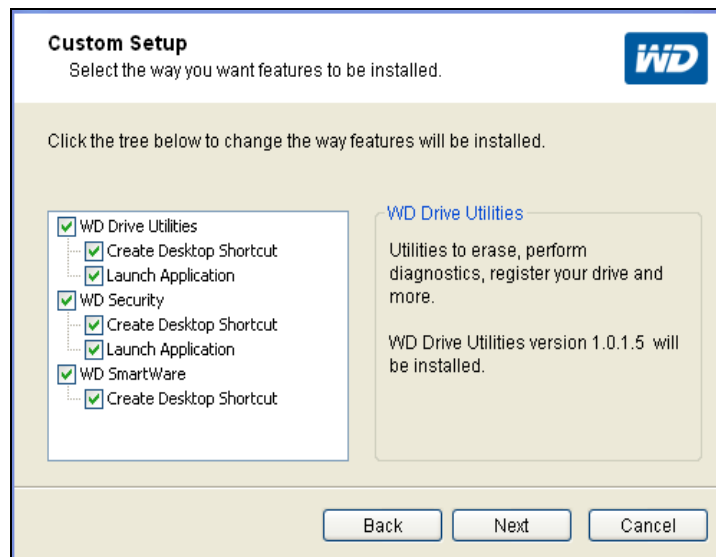 Custom Setup
Select the way you want features to be installed.
WD
Click the tree below to change the way features will be installed.
WD Drive Utilities
Create Desktop Shortcut
Launch Application
WD Security
Create Desktop Shortcut
Launch Application
WD SmartWare
Create Desktop Shortcut
WD Drive Utilities
Utilities to erase, perform
diagnostics, register your drive and
more.
WD Drive Utilities version 1.0.1.5 will
be installed.
Back
Next
Cancel